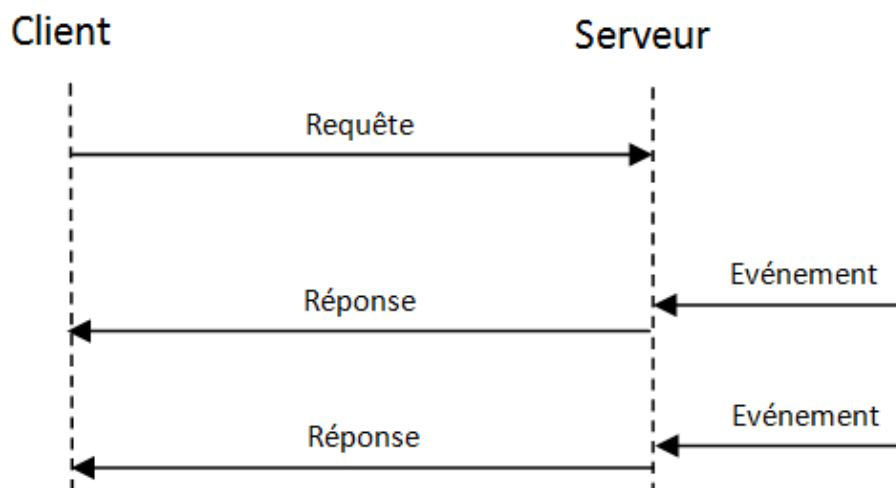 Client
Serveur
Requête
Evénement
Réponse
Evénement
Réponse